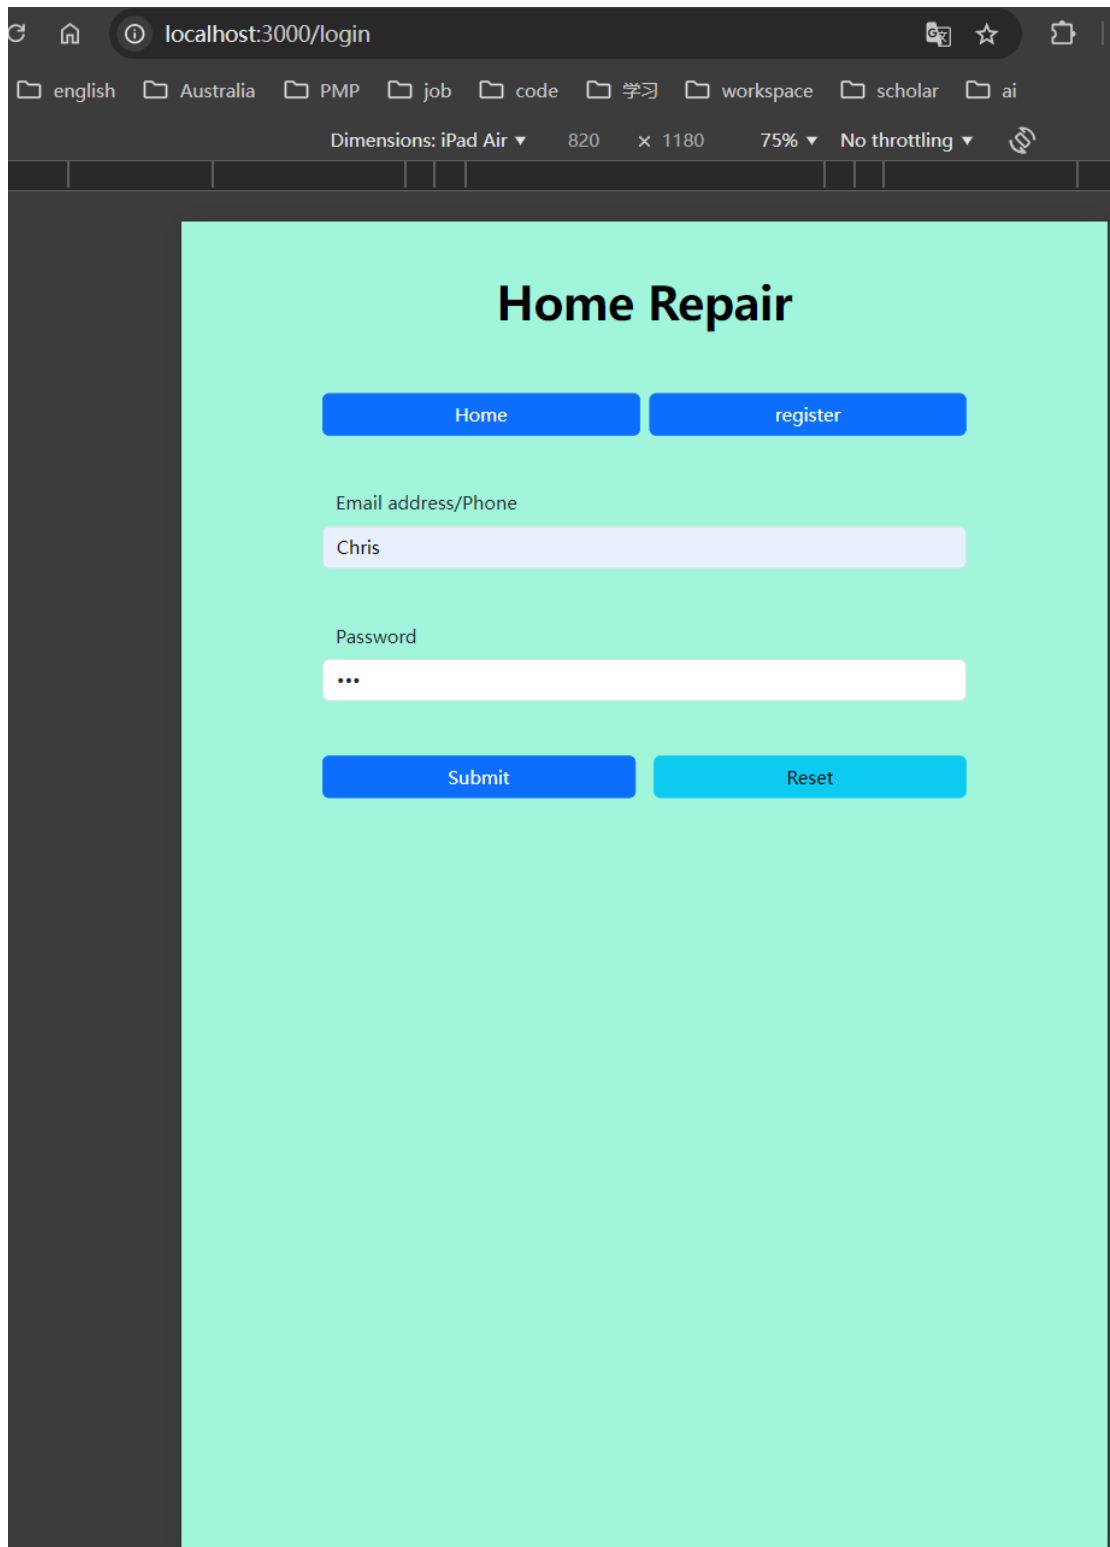 localhost:3000/login
english Australia PMP job code 学习 workspace scholar ai
Dimensions: iPad Air 820 × 1180 75% No throttling
Home Repair
Home register
Email address/Phone
Chris
Password
•••
Submit Reset